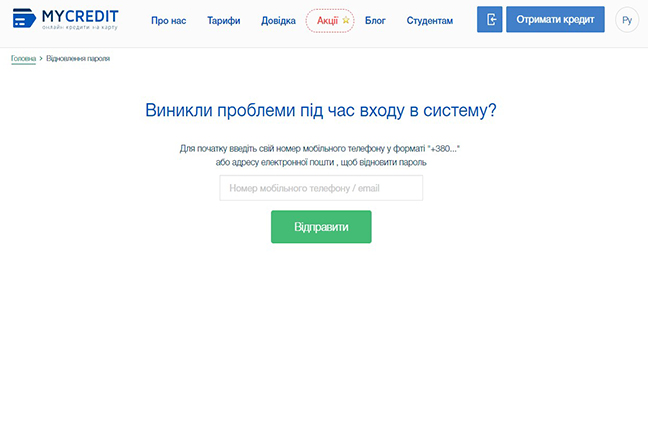 MYCREDIT
онлайн кредити на карту
Про нас
Тарифи
Довідка
Акції
Блог
Студентам
Отримати кредит
Ру
Головна > Відновлення пароля
Виникли проблеми під час входу в систему?
Для початку введіть свій номер мобільного телефону у форматі "+380..."
або адресу електронної пошти , щоб відновити пароль
Номер мобільного телефону / email
Відправити